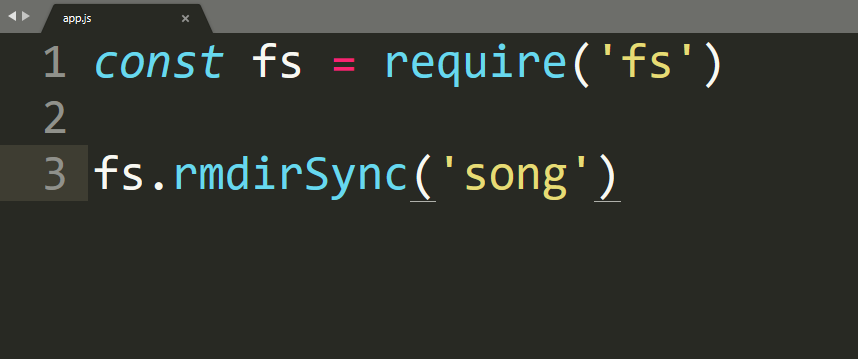 app.js
1 const fs = require('fs')
2
3 fs.rmdirSync('song')